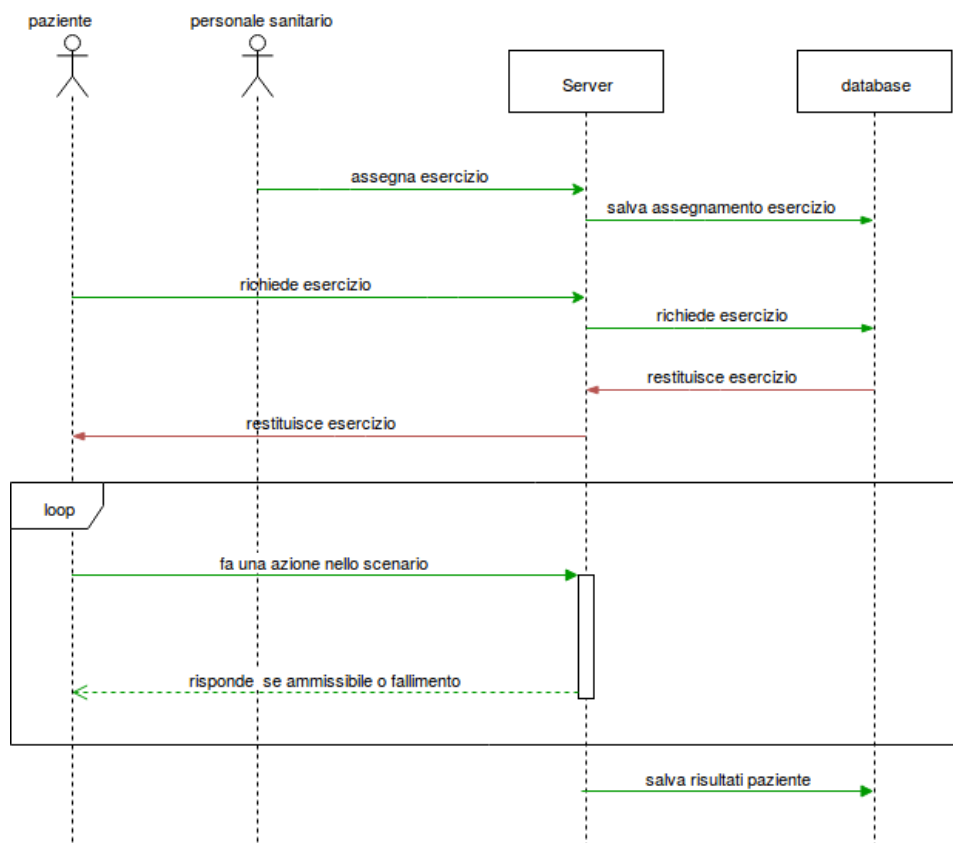 paziente
personale sanitario
Server
database
assegna esercizio
salva assegnamento esercizio
richiede esercizio
richiede esercizio
restituisce esercizio
restituisce esercizio
loop
fa una azione nello scenario
risponde se ammissibile o fallimento
salva risultati paziente